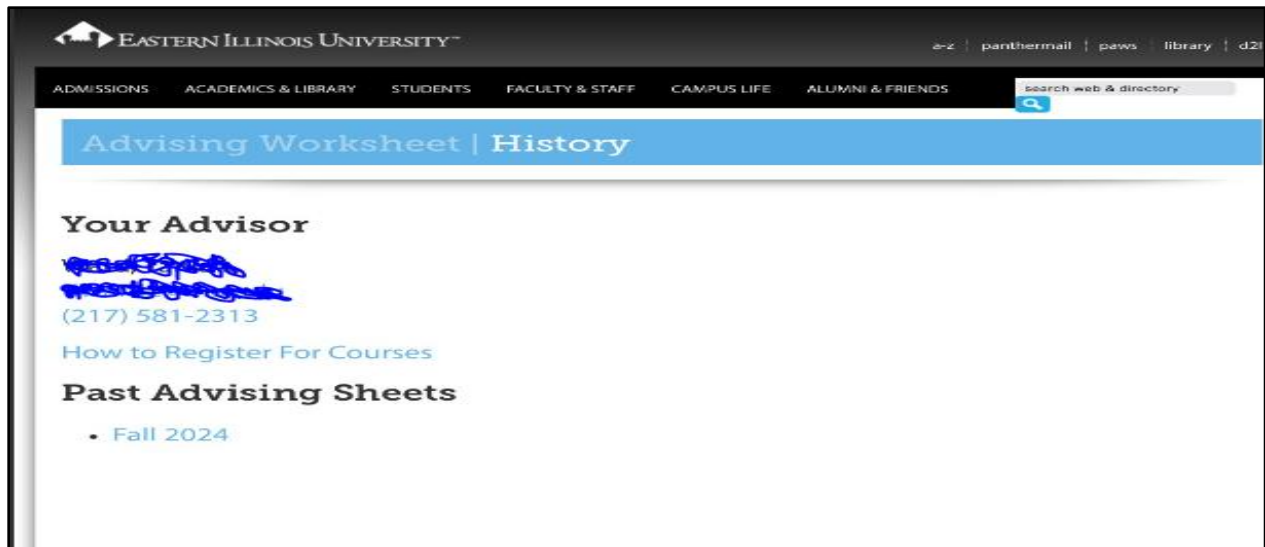 EASTERN ILLINOIS UNIVERSITY™
a-z | panthermail | paws | library | d2l
ADMISSIONS ACADEMICS & LIBRARY STUDENTS FACULTY & STAFF CAMPUS LIFE ALUMNI & FRIENDS search web & directory
Advising Worksheet | History
Your Advisor
(217) 581-2313
How to Register For Courses
Past Advising Sheets
• Fall 2024